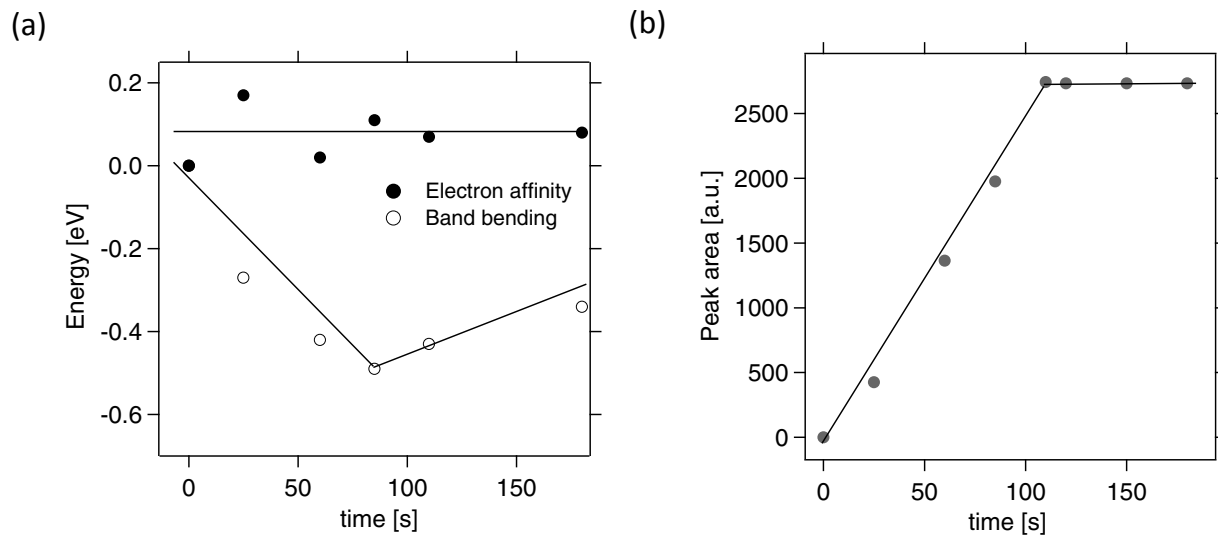 (a)
0.2
0.0
-0.2
-0.4
-0.6
Energy [eV]
Electron affinity
Band bending
0
50
100
150
time [s]
(b)
2500
2000
1500
1000
500
0
Peak area [a.u.]
0
50
100
150
time [s]